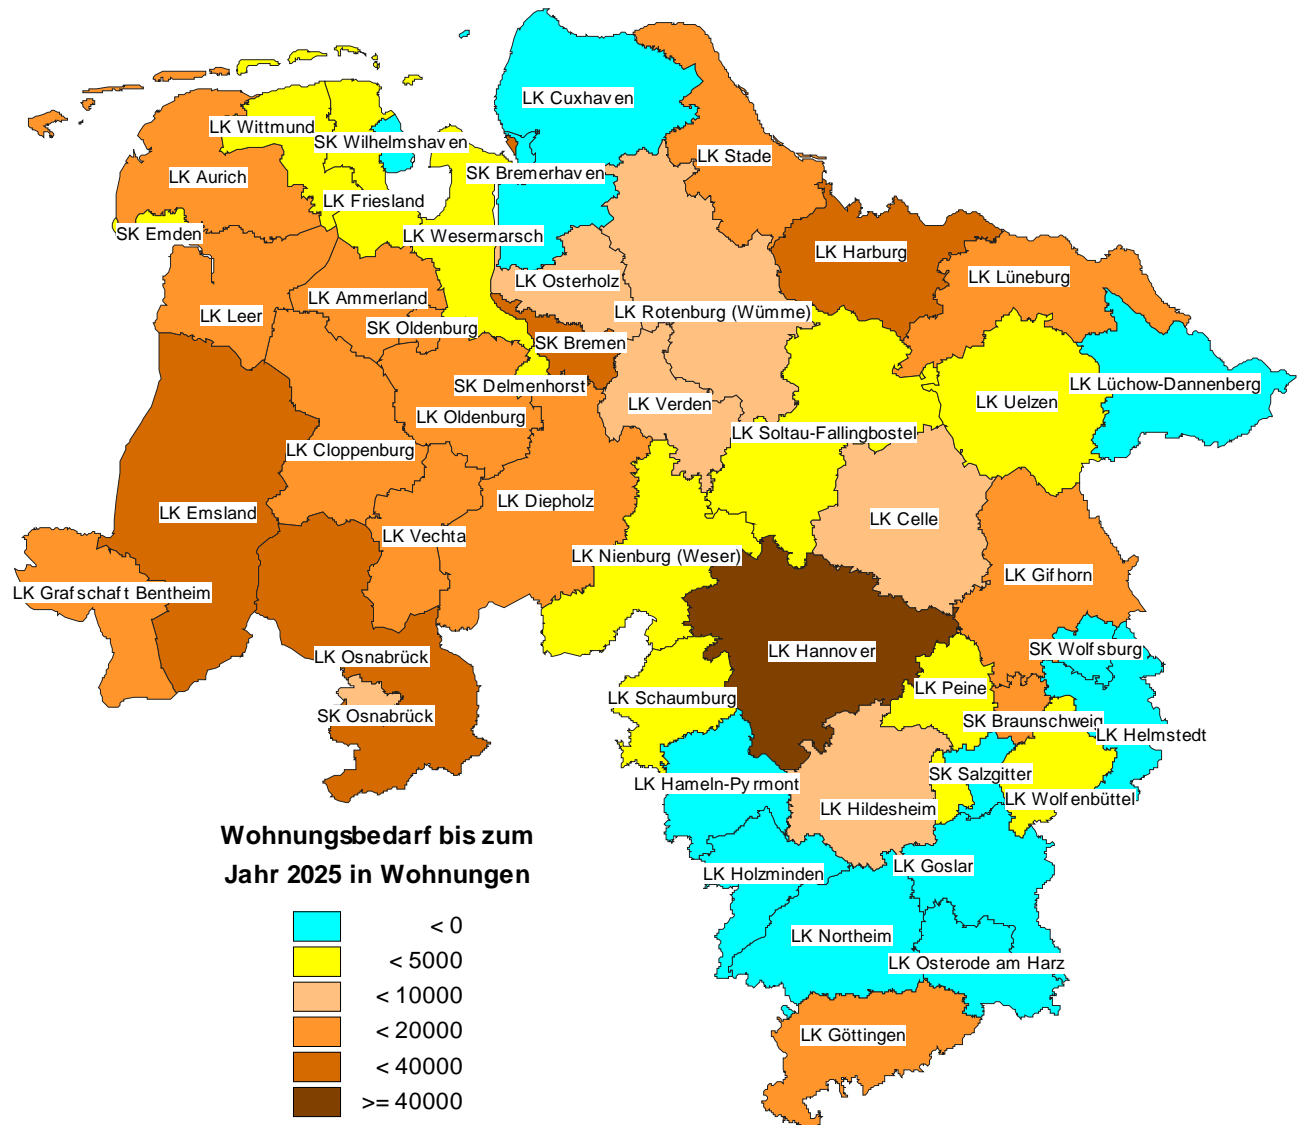 LK Cuxhaven
LK Wittmund
SK Wilhelmshaven
LK Stade
LK Aurich
SK Bremerhaven
LK Friesland
SK Emden
LK Wesermarsch
LK Harburg
LK Osterholz
LK Lüneburg
LK Ammerland
LK Leer
LK Rotenburg (Wümme)
SK Oldenburg
SK Bremen
SK Delmenhorst
LK Lüchow-Dannenberg
LK Verden
LK Uelzen
LK Oldenburg
LK Soltau-Fallingbostel
LK Cloppenburg
LK Diepholz
LK Emsland
LK Celle
LK Vechta
LK Nienburg (Weser)
LK Gifhorn
LK Grafschaft Bentheim
LK Hannover
SK Wolfsburg
LK Osnabrück
LK Peine
LK Schaumburg
SK Osnabrück
SK Braunschweig
LK Helmstedt
SK Salzgitter
LK Hameln-Pyrmont
LK Wolfenbüttel
LK Hildesheim
LK Goslar
LK Holzminden
LK Northeim
LK Osterode am Harz
LK Göttingen
Wohnungsbedarf bis zum
Jahr 2025 in Wohnungen
< 0
< 5000
< 10000
< 20000
< 40000
>= 40000